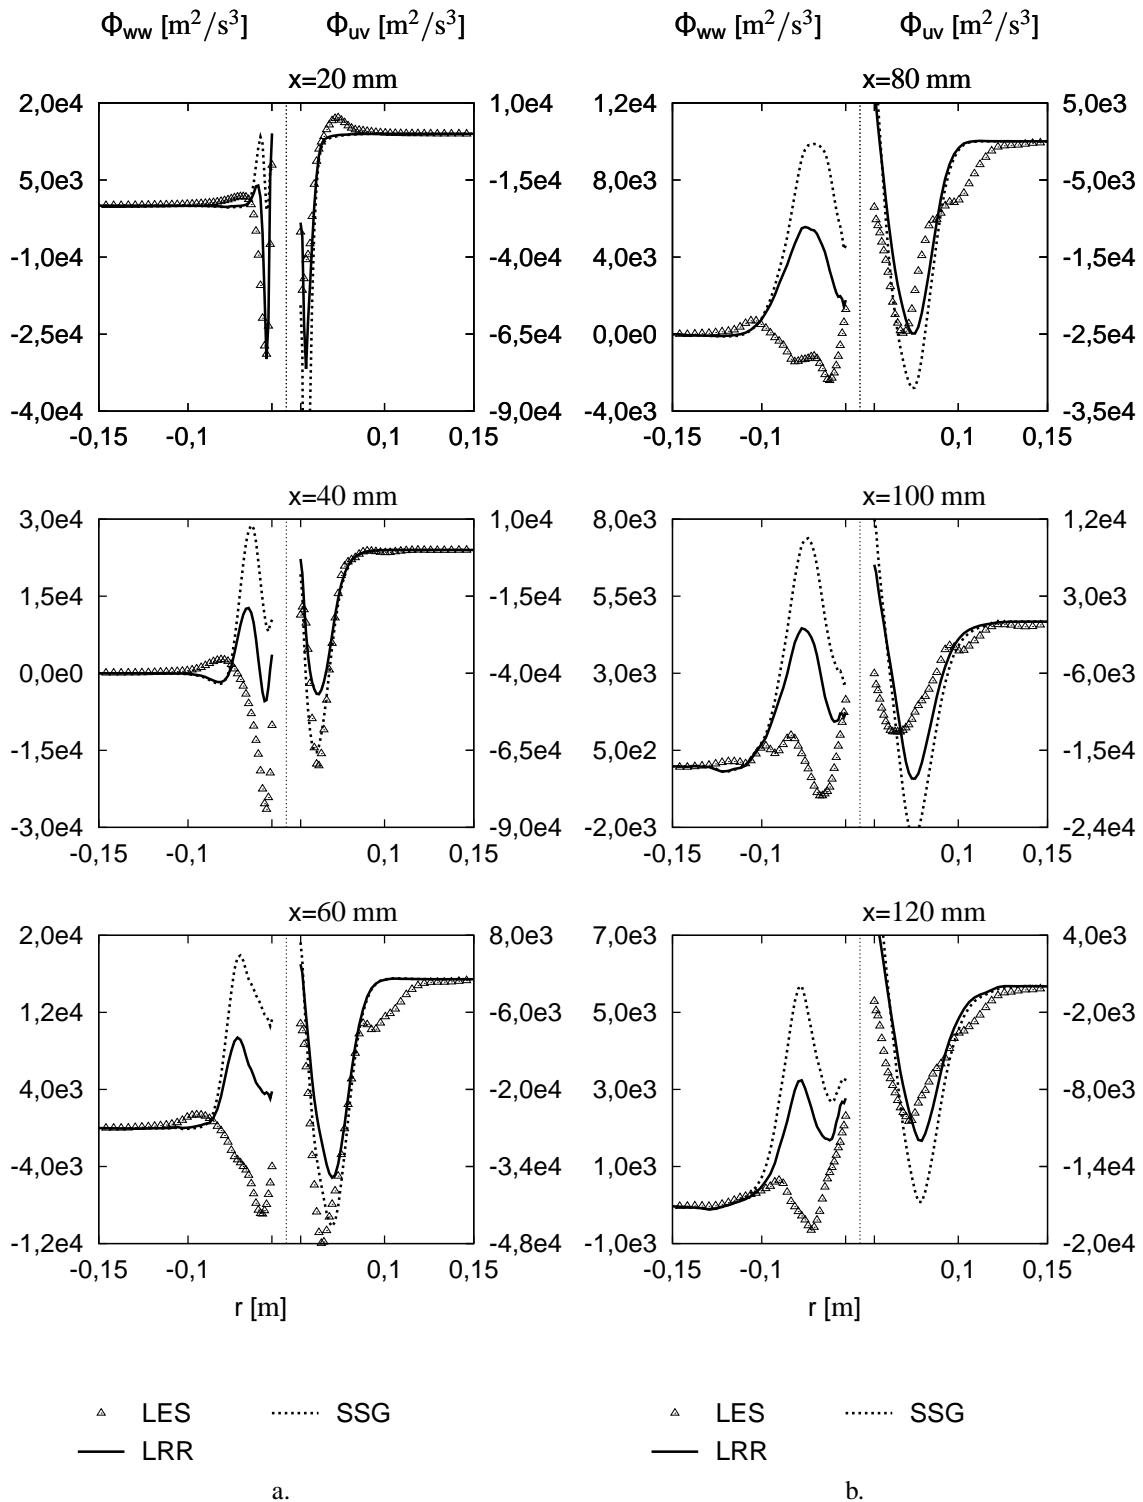 Φww [m²/s³] Φuv [m²/s³] Φww [m²/s³] Φuv [m²/s³]
x=20 mm x=80 mm
2,0e4 1,0e4 1,2e4 5,0e3
5,0e3 -1,5e4 8,0e3 -5,0e3
-1,0e4 -4,0e4 4,0e3 -1,5e4
-2,5e4 -6,5e4 0,0e0 -2,5e4
-4,0e4 -9,0e4 -4,0e3 -3,5e4
-0,15 -0,1 0,1 0,15 -0,15 -0,1 0,1 0,15
x=40 mm x=100 mm
3,0e4 1,0e4 8,0e3 1,2e4
1,5e4 -1,5e4 5,5e3 3,0e3
0,0e0 -4,0e4 3,0e3 -6,0e3
-1,5e4 -6,5e4 5,0e2 -1,5e4
-3,0e4 -9,0e4 -2,0e3 -2,4e4
-0,15 -0,1 0,1 0,15 -0,15 -0,1 0,1 0,15
x=60 mm x=120 mm
2,0e4 8,0e3 7,0e3 4,0e3
1,2e4 -6,0e3 5,0e3 -2,0e3
4,0e3 -2,0e4 3,0e3 -8,0e3
-4,0e3 -3,4e4 1,0e3 -1,4e4
-1,2e4 -4,8e4 -1,0e3 -2,0e4
-0,15 -0,1 0,1 0,15 -0,15 -0,1 0,1 0,15
r [m] r [m]
LES SSG LES SSG
LRR LRR
a. b.